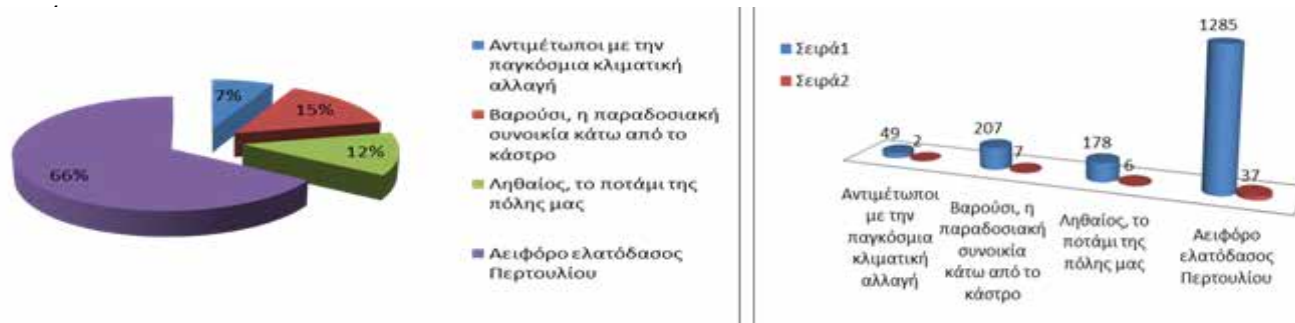 7%
15%
12%
66%
Αντιμέτωποι με την
παγκόσμια κλιματική
αλλαγή
Βαρούσι, η παραδοσιακή
συνοικία κάτω από το
κάστρο
Ληθαίος, το ποτάμι της
πόλης μας
Αειφόρο ελατόδασος
Περτουλίου
Σειρά1
Σειρά2
49
2
207
7
178
6
1285
37
Αντιμέτωποι
με την
παγκόσμια
κλιματική
αλλαγή
Βαρούσι, η
παραδοσιακή
συνοικία
κάτω από το
κάστρο
Ληθαίος, το
ποτάμι της
πόλης μας
Αειφόρο
ελατόδασος
Περτουλίου